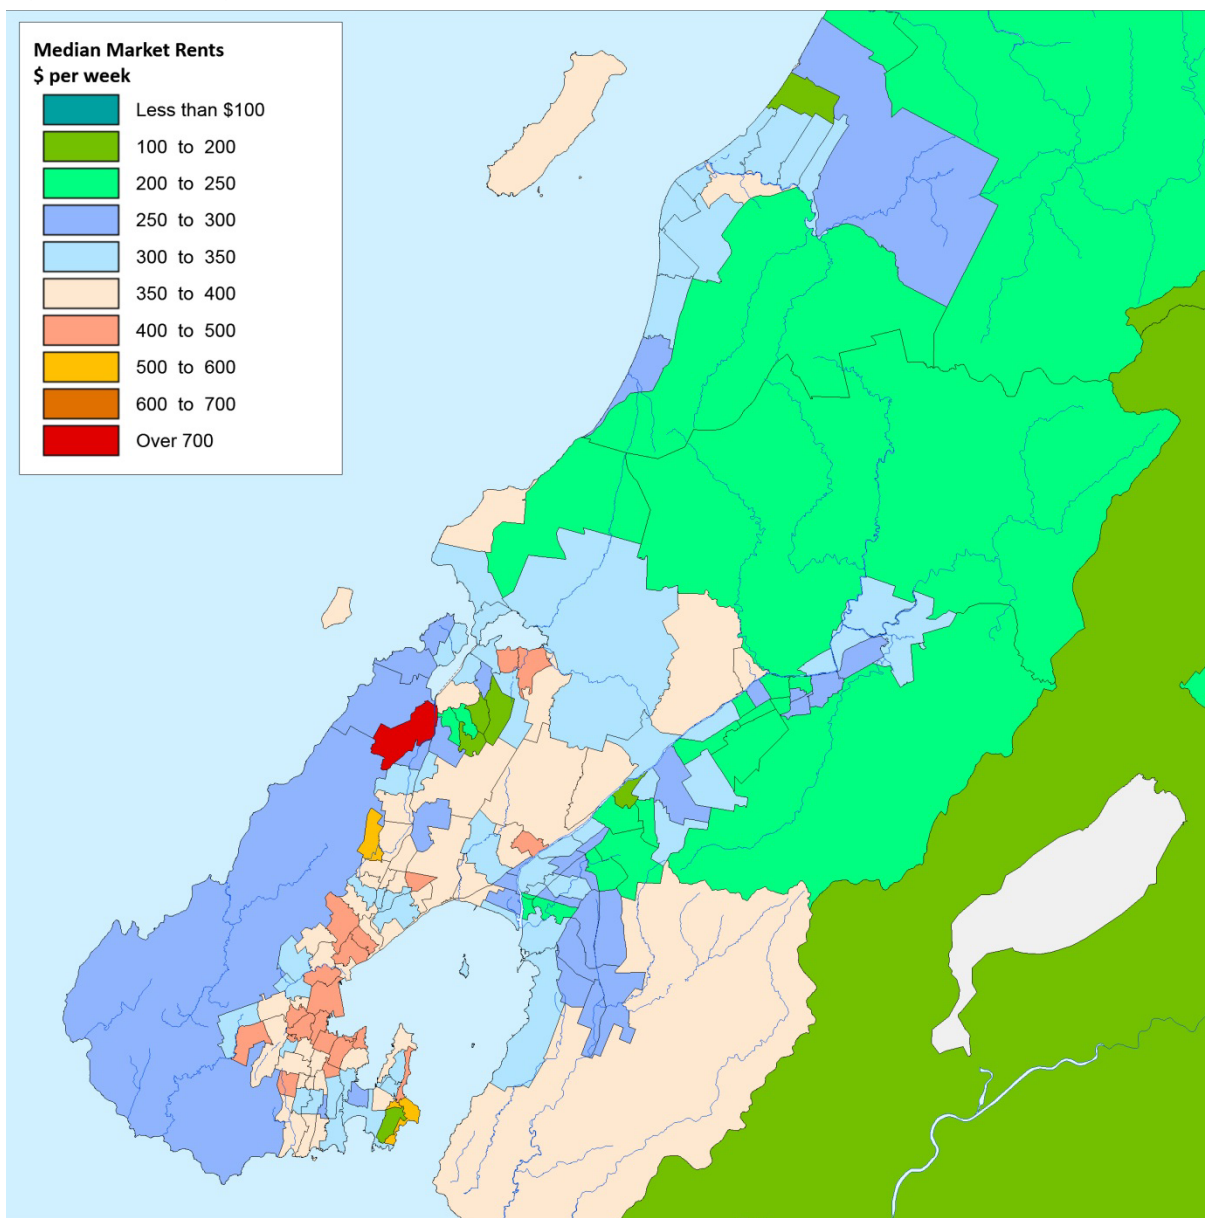 Median Market Rents
$ per week
Less than $100
100 to 200
200 to 250
250 to 300
300 to 350
350 to 400
400 to 500
500 to 600
600 to 700
Over 700